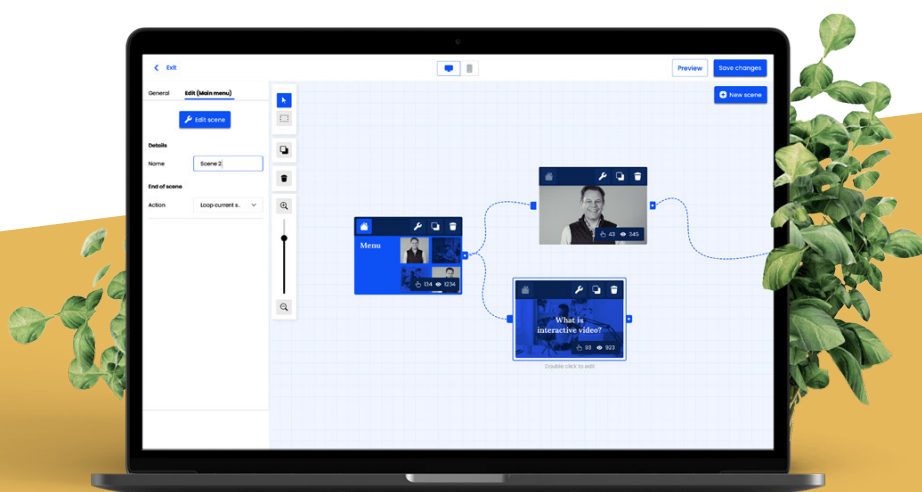 Exit
Preview
Save changes
General
Edit (Main menu)
New scene
Edit scene
Details
Name
Scene 2
End of scene
Action
Loop current s..
Menu
134
1234
43
345
What is
interactive video?
93
923
Double click to edit